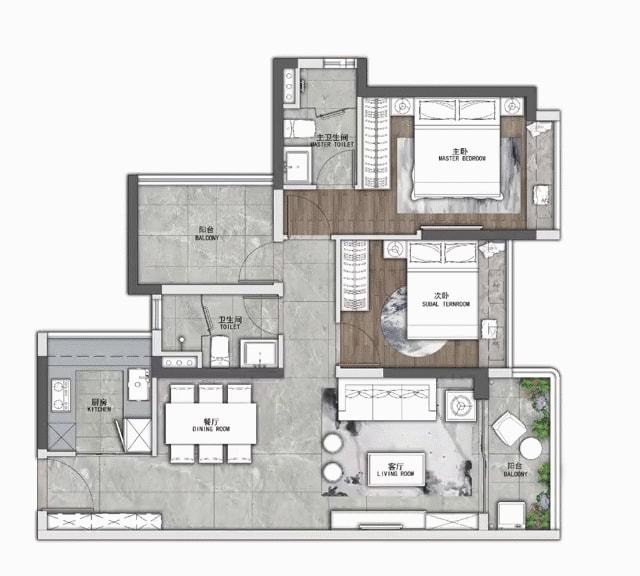 主卫生间
MASTER TOILET
主卧
MASTER BEDROOM
阳台
BALCONY
次卧
SUBAL TERNROOM
卫生间
TOILET
厨房
KITCHEN
餐厅
DINING ROOM
客厅
LIVING ROOM
阳台
BALCONY